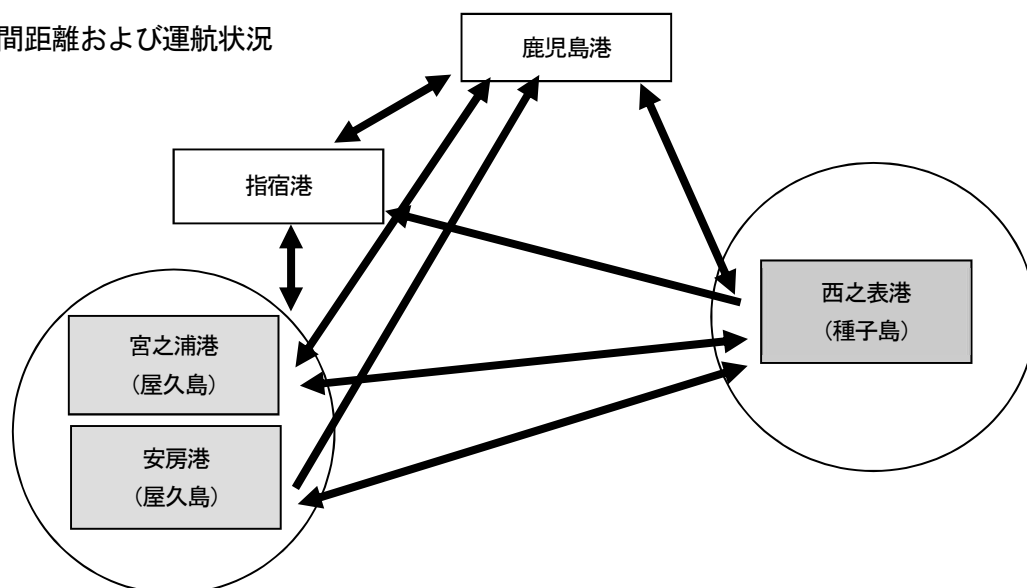 間距離および運航状況
鹿児島港
指宿港
西之表港
（種子島）
宮之浦港
（屋久島）
安房港
（屋久島）